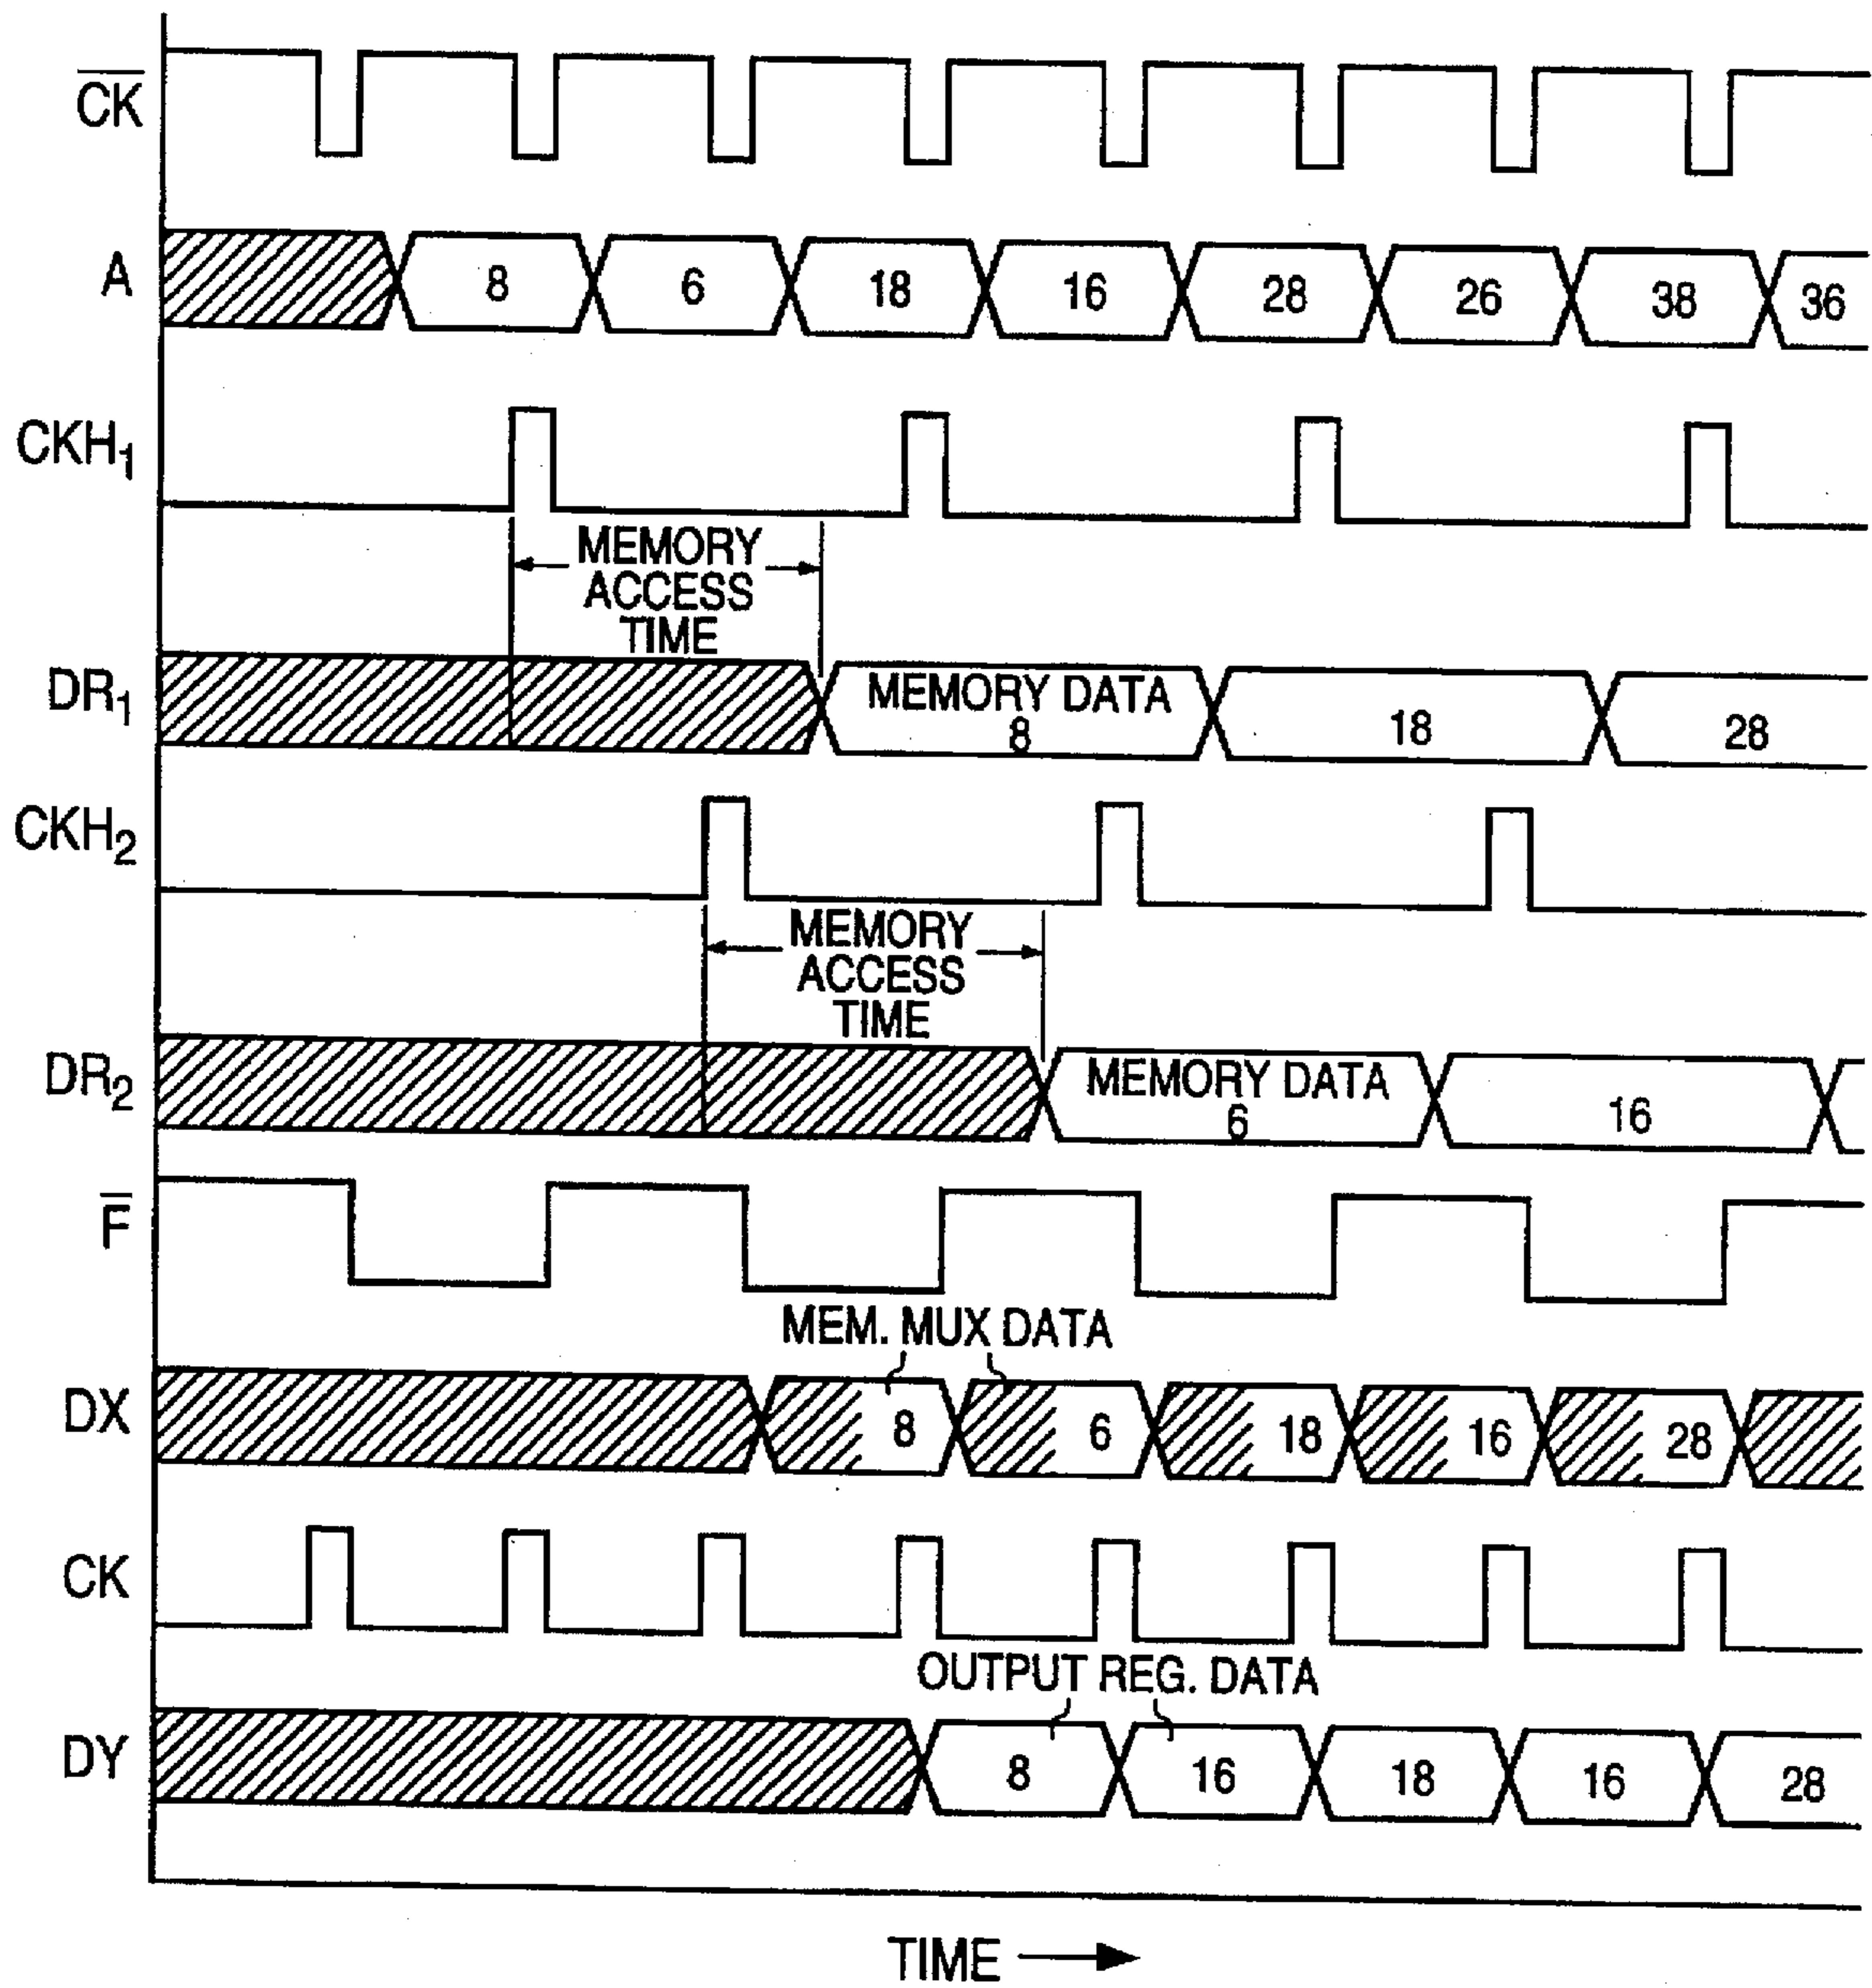 C̅K̅
A 8 6 18 16 28 26 38 36
CKH₁
MEMORY
ACCESS
TIME
DR₁ MEMORY DATA
8 18 28
CKH₂
MEMORY
ACCESS
TIME
DR₂ MEMORY DATA
6 16
F̅
MEM. MUX DATA
DX 8 6 18 16 28
CK
OUTPUT REG. DATA
DY 8 16 18 16 28
TIME